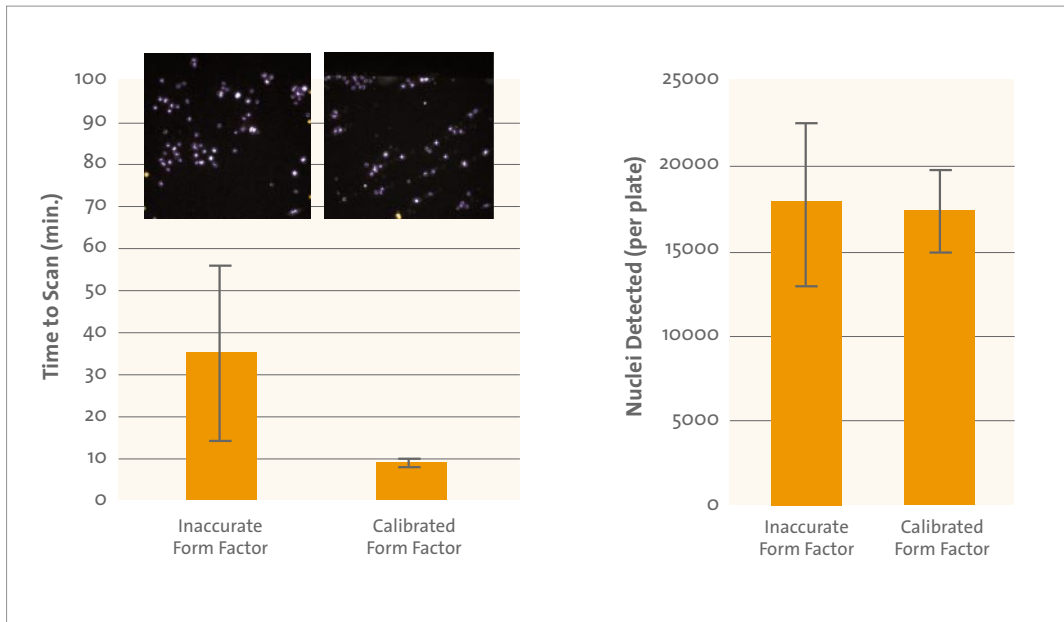 Time to Scan (min.)
100
90
80
70
60
50
40
30
20
10
0
Inaccurate
Form Factor
Calibrated
Form Factor
Nuclei Detected (per plate)
25000
20000
15000
10000
5000
0
Inaccurate
Form Factor
Calibrated
Form Factor